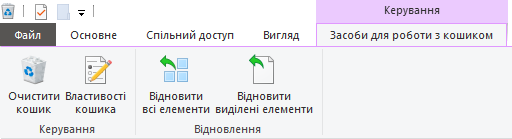 Керування
Файл Основне Спільний доступ Вигляд Засоби для роботи з кошиком
Очистити Властивості Відновити Відновити
кошик кошика всі елементи виділені елементи
Керування Відновлення